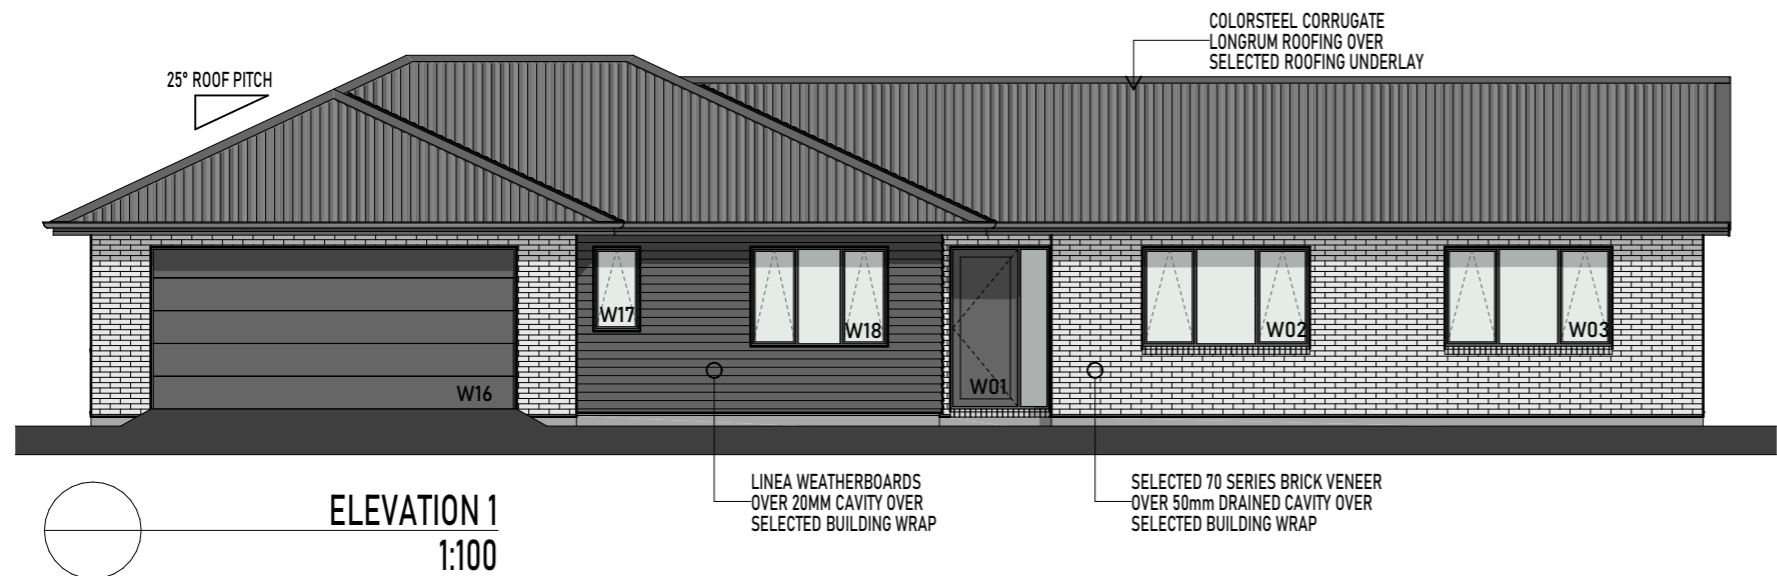 COLORSTEEL CORRUGATE
LONGRUM ROOFING OVER
SELECTED ROOFING UNDERLAY
25° ROOF PITCH
W17
W18
W02
W03
W01
W16
LINEA WEATHERBOARDS
OVER 20MM CAVITY OVER
SELECTED BUILDING WRAP
SELECTED 70 SERIES BRICK VENEER
OVER 50mm DRAINED CAVITY OVER
SELECTED BUILDING WRAP
ELEVATION 1
1:100